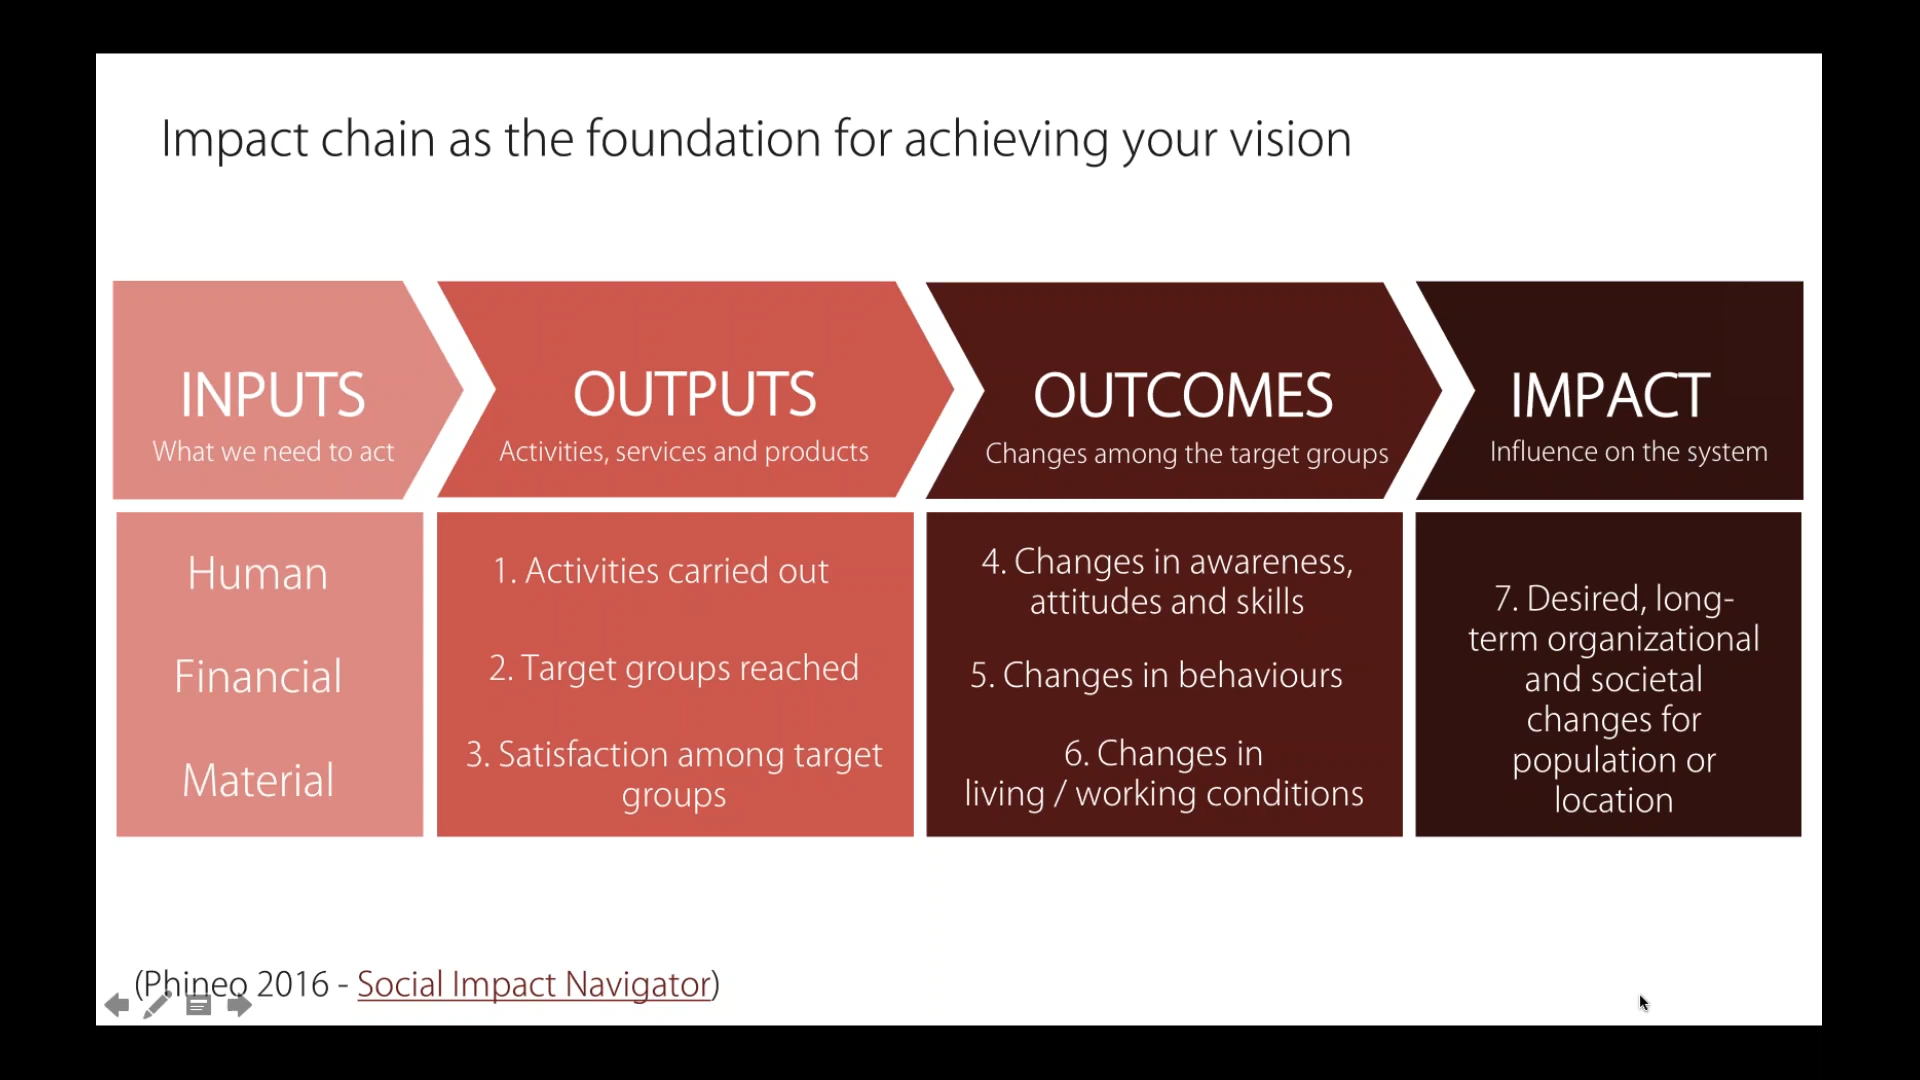 Impact chain as the foundation for achieving your vision
INPUTS
What we need to act
OUTPUTS
Activities, services and products
OUTCOMES
Changes among the target groups
IMPACT
Influence on the system
Human
Financial
Material
1. Activities carried out
2. Target groups reached
3. Satisfaction among target
groups
4. Changes in awareness,
attitudes and skills
5. Changes in behaviours
6. Changes in
living / working conditions
7. Desired, long-
term organizational
and societal
changes for
population or
location
(Phineo 2016 - Social Impact Navigator)